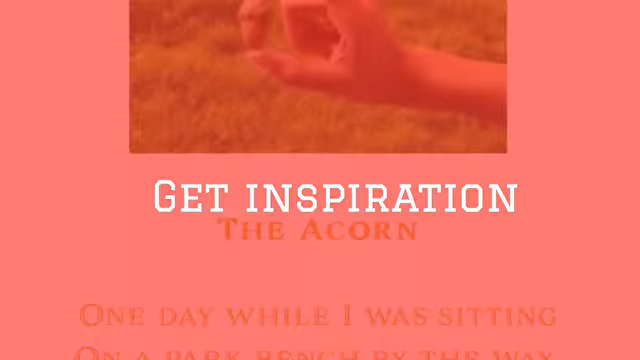 Get inspiration
The Acorn
One day while I was sitting
On a park bench by the way